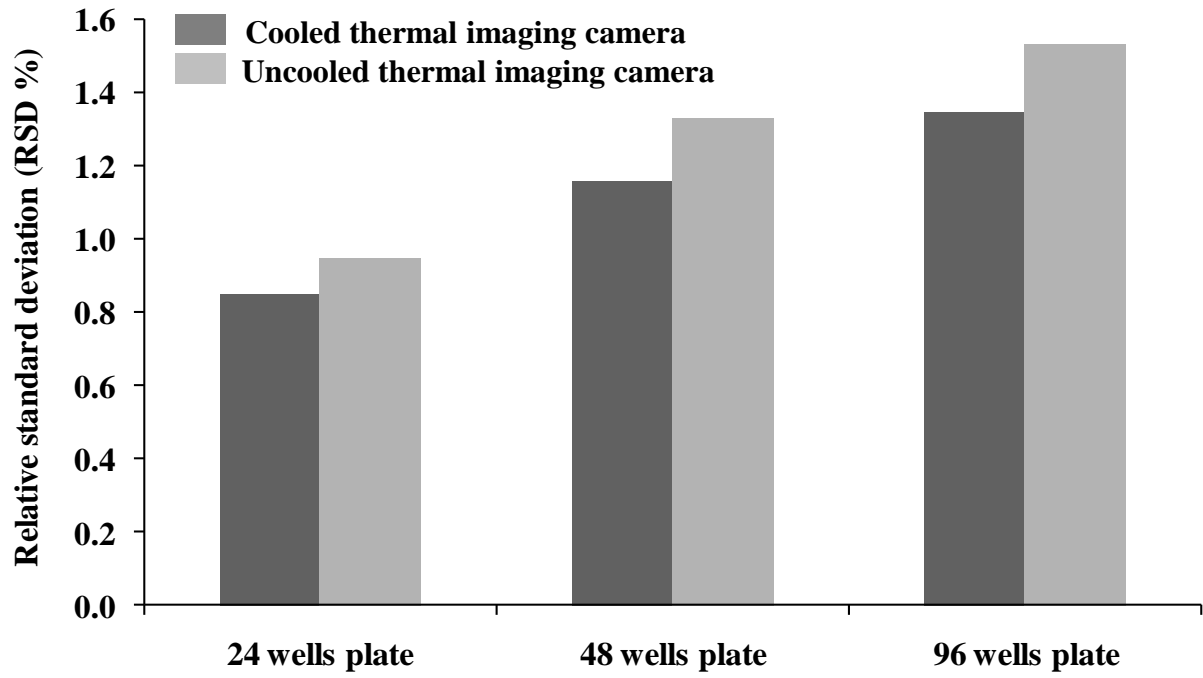 Relative standard deviation (RSD %)
1.6
1.4
1.2
1.0
0.8
0.6
0.4
0.2
0.0
Cooled thermal imaging camera
Uncooled thermal imaging camera
24 wells plate
48 wells plate
96 wells plate